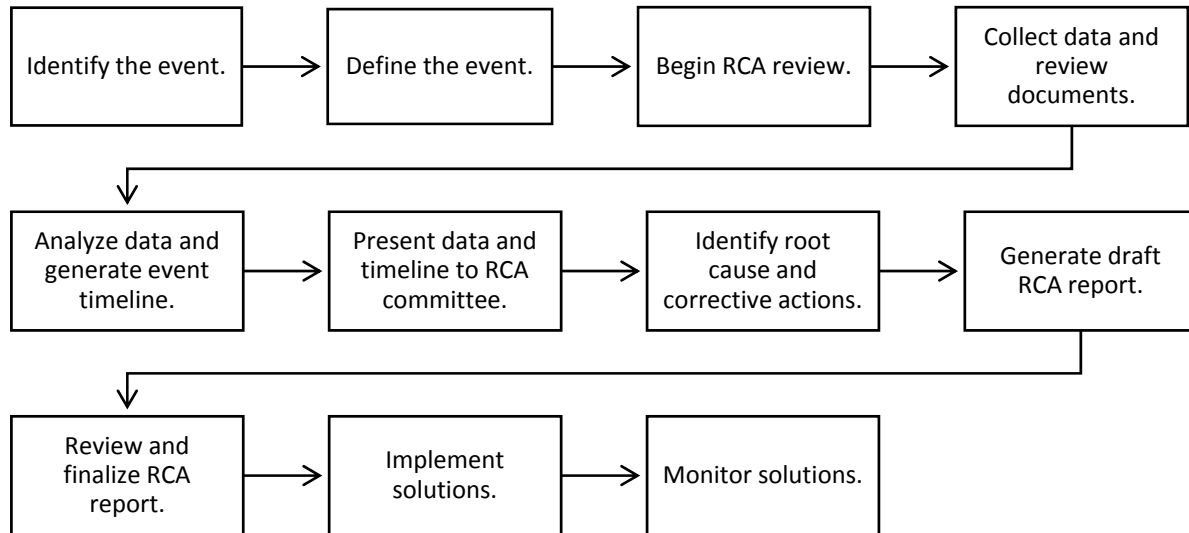 Identify the event.
Define the event.
Begin RCA review.
Collect data and
review
documents.
Analyze data and
generate event
timeline.
Present data and
timeline to RCA
committee.
Identify root
cause and
corrective actions.
Generate draft
RCA report.
Review and
finalize RCA
report.
Implement
solutions.
Monitor solutions.